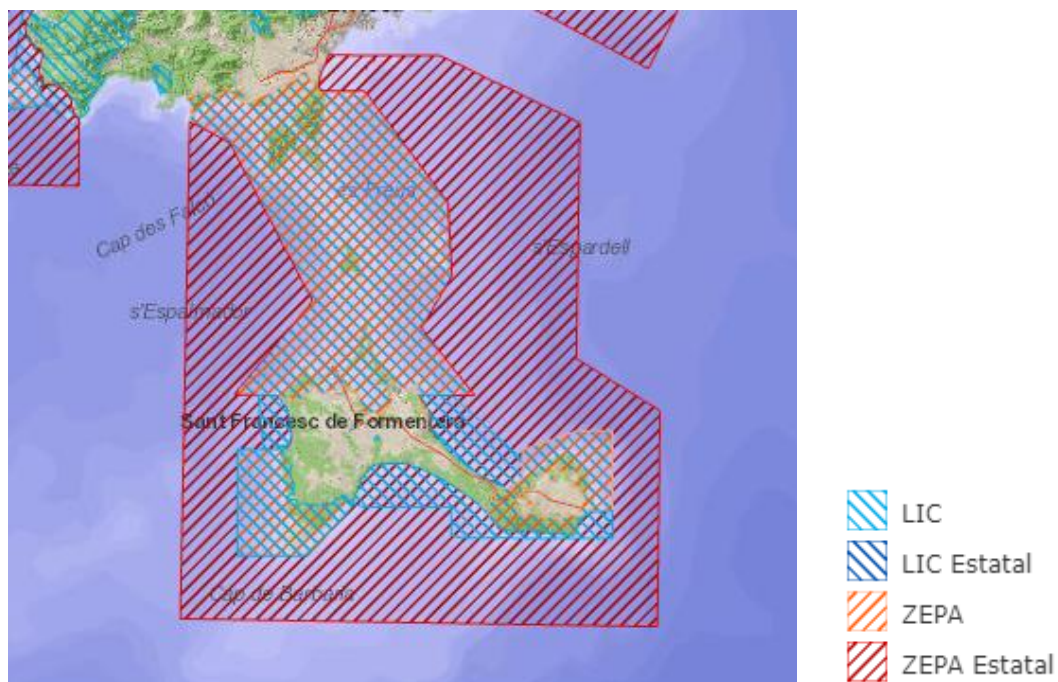 es Freus
Cap des Falcó
s'Espardell
s'Espalmador
Sant Francesc de Formentera
Cap de Barbaria
LIC
LIC Estatal
ZEPA
ZEPA Estatal